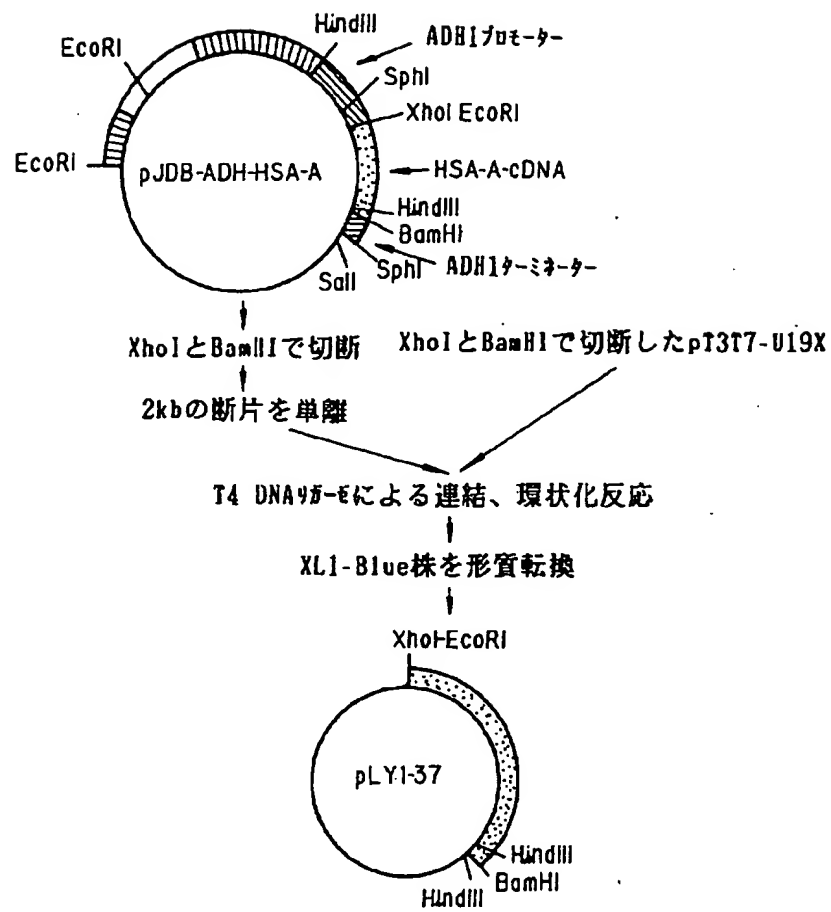 HindIII
ADH1プロモーター
EcoRI
SphI
XhoI EcoRI
EcoRI
pJDB-ADH-HSA-A
HSA-A-cDNA
HindIII
BamHI
SalI
SphI
ADH1ターミネーター
XhoIとBamHIで切断
XhoIとBamHIで切断したpT3T7-U19X
2kbの断片を単離
T4 DNAリガーゼによる連結、環状化反応
XL1-Blue株を形質転換
XhoI-EcoRI
pLY1-37
HindIII
BamHI
HindIII